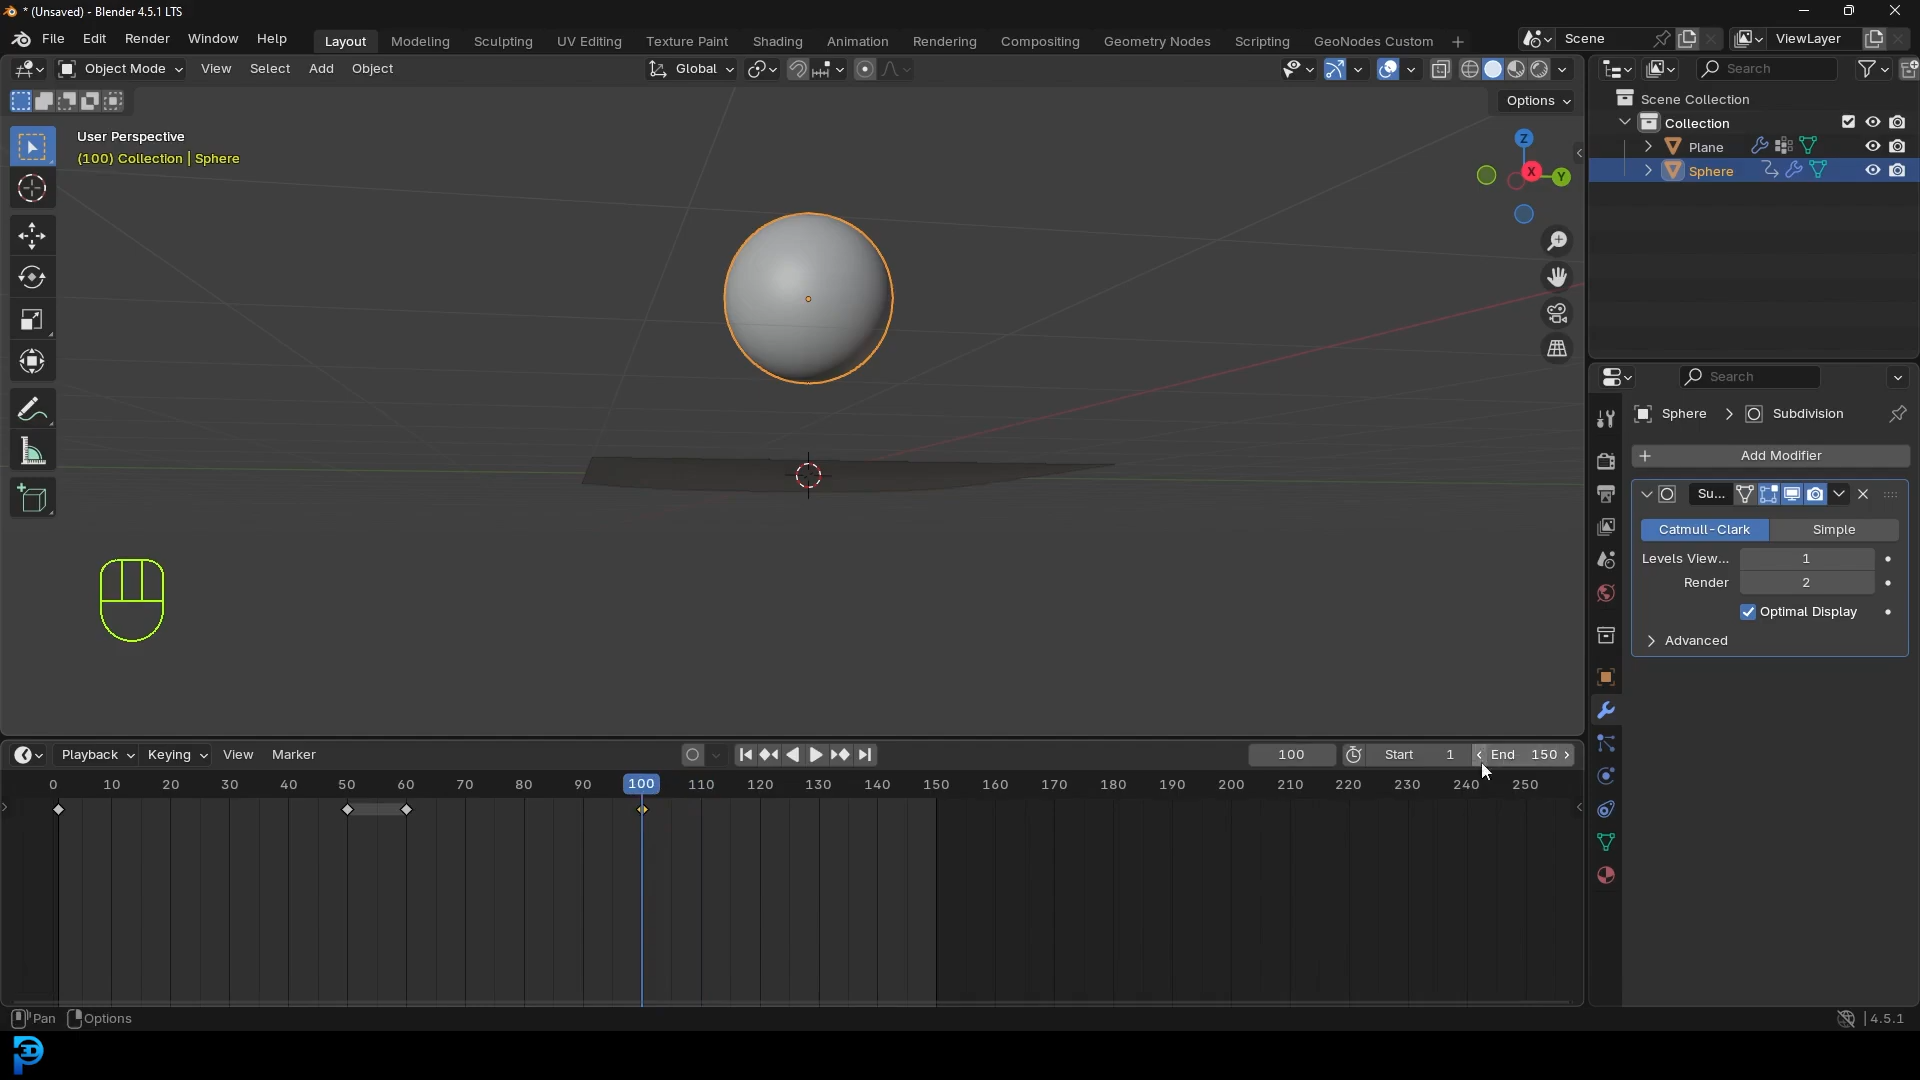 * (Unsaved) - Blender 4.5.1 LTS
File Edit Render Window Help Layout Modeling Sculpting UV Editing Texture Paint Shading Animation Rendering Compositing Geometry Nodes Scripting GeoNodes Custom + Scene ViewLayer
Object Mode View Select Add Object Global Search
Options
User Perspective
(100) Collection | Sphere
Z
X
Y
Scene Collection
Collection
Plane
Sphere
Search
Sphere > Subdivision
+ Add Modifier
Su...
Catmull-Clark Simple
Levels View... 1
Render 2
Optimal Display
Advanced
Playback Keying View Marker 100 Start 1 End 150
0 10 20 30 40 50 60 70 80 90 100 110 120 130 140 150 160 170 180 190 200 210 220 230 240 250
Pan Options 4.5.1